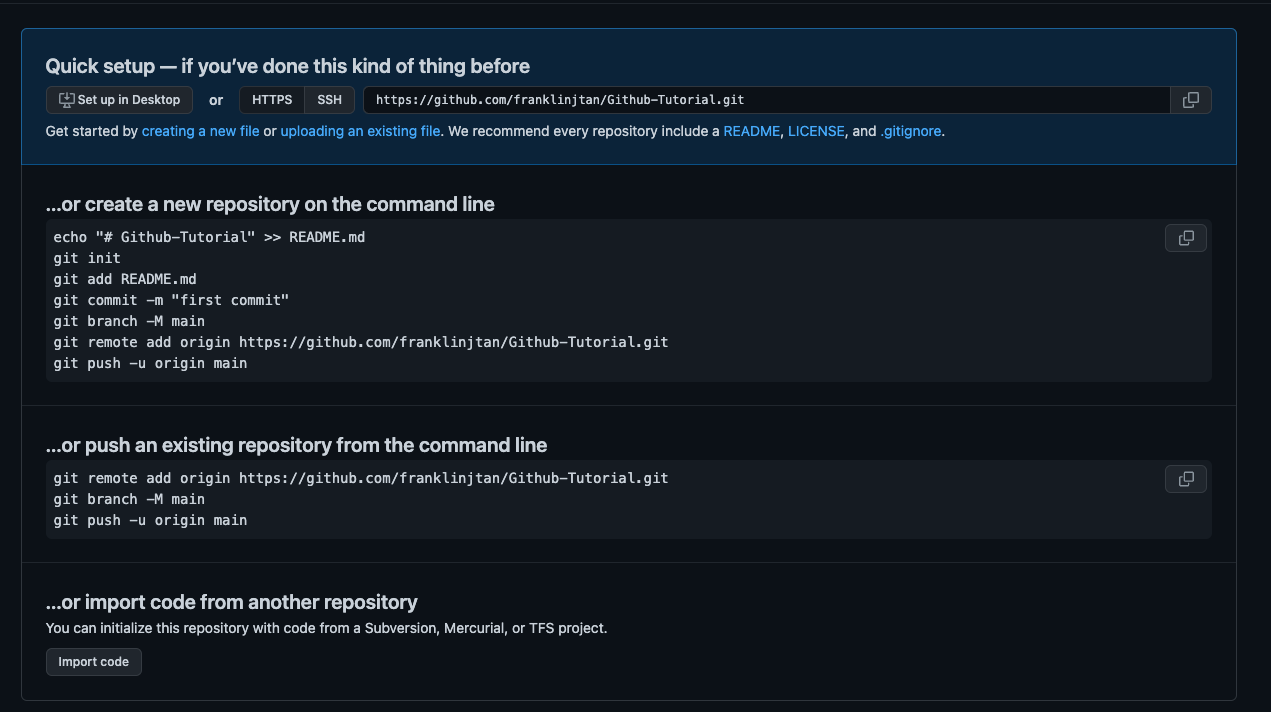 Quick setup — if you’ve done this kind of thing before
Set up in Desktop or HTTPS SSH https://github.com/franklinjtan/Github-Tutorial.git
Get started by creating a new file or uploading an existing file. We recommend every repository include a README, LICENSE, and .gitignore.
…or create a new repository on the command line
echo "# Github-Tutorial" >> README.md
git init
git add README.md
git commit -m "first commit"
git branch -M main
git remote add origin https://github.com/franklinjtan/Github-Tutorial.git
git push -u origin main
…or push an existing repository from the command line
git remote add origin https://github.com/franklinjtan/Github-Tutorial.git
git branch -M main
git push -u origin main
…or import code from another repository
You can initialize this repository with code from a Subversion, Mercurial, or TFS project.
Import code